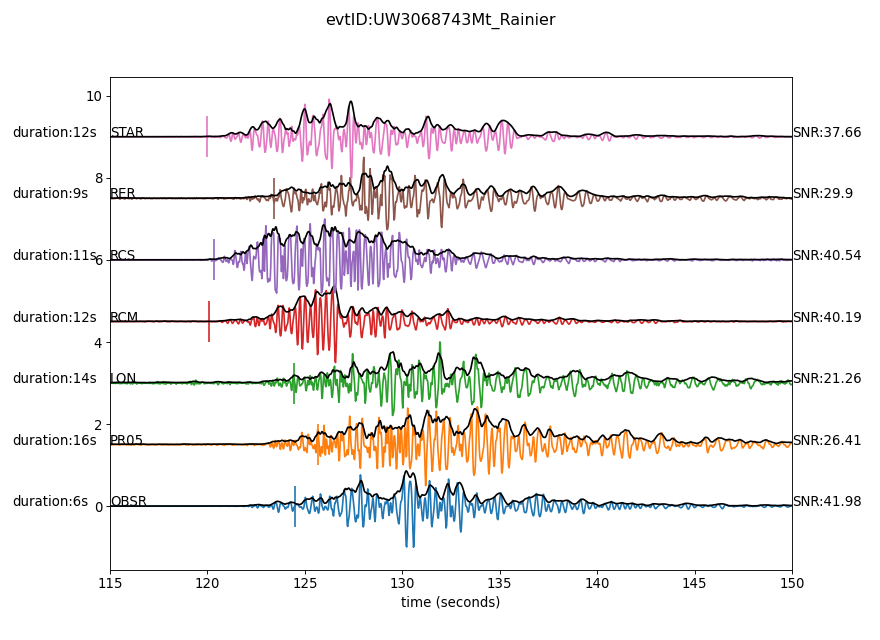 evtID:UW3068743Mt_Rainier
10
duration:12s STAR SNR:37.66
8
duration:9s RER SNR:29.9
duration:11s RCS SNR:40.54
6
duration:12s RCM SNR:40.19
4
duration:14s LON SNR:21.26
2
duration:16s PR05 SNR:26.41
duration:6s OBSR SNR:41.98
0
115 120 125 130 135 140 145 150
time (seconds)